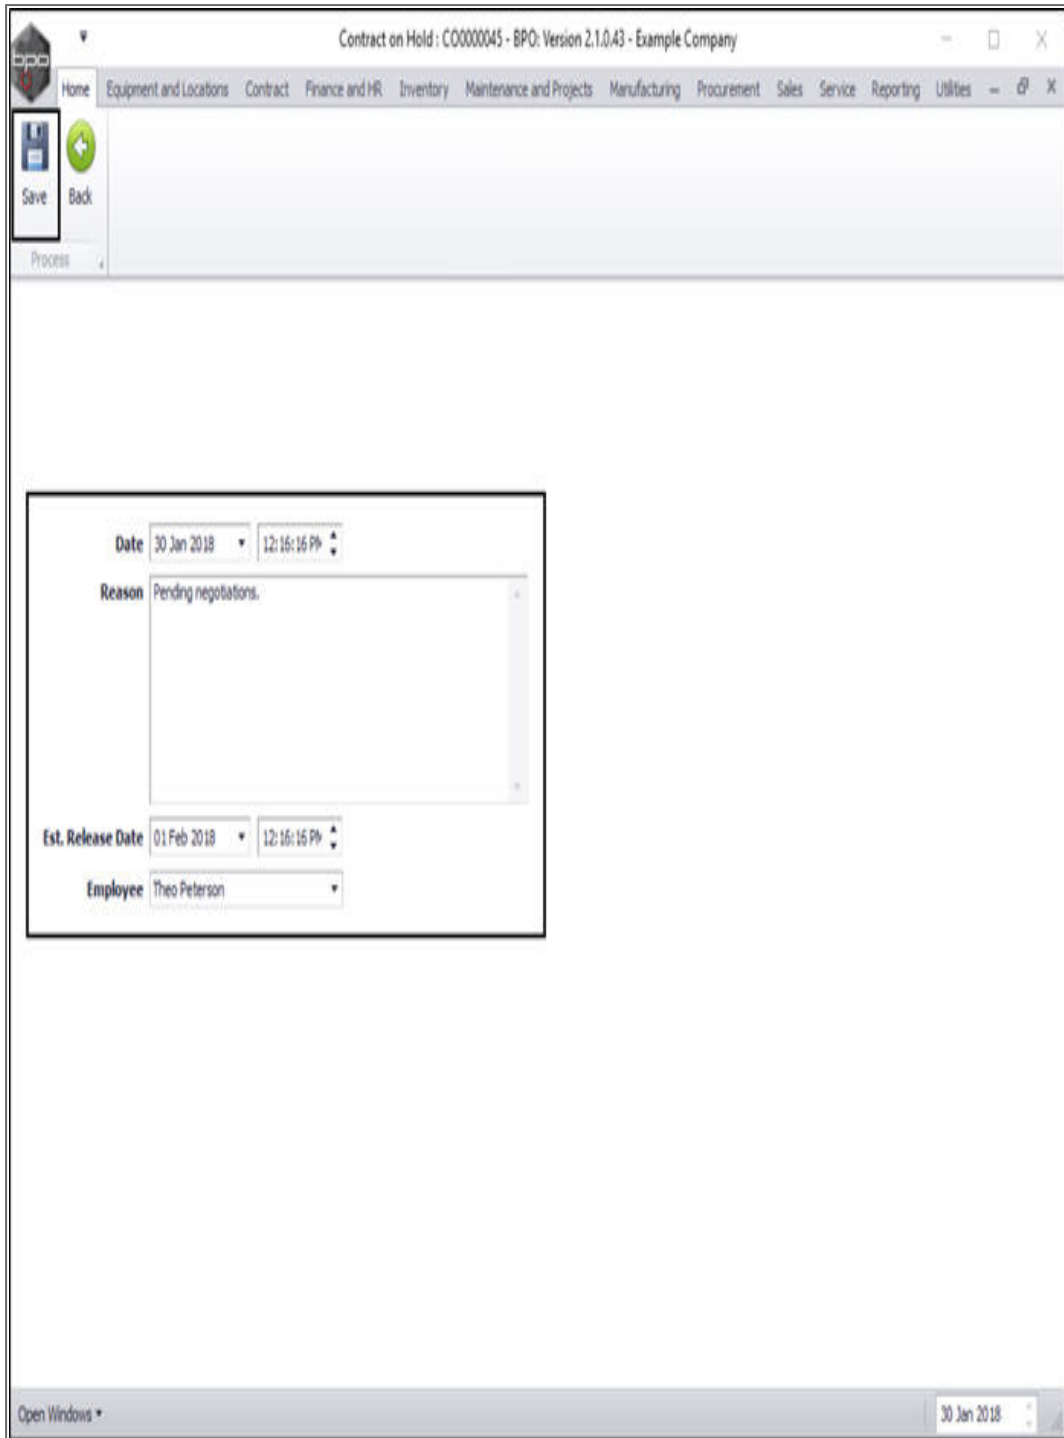 Contract on Hold : CO0000045 - BPO: Version 2.1.0.43 - Example Company
bpo
Home Equipment and Locations Contract Finance and HR Inventory Maintenance and Projects Manufacturing Procurement Sales Service Reporting Utilities
Save Back
Process
Date 30 Jan 2018 12:16:16 PM
Reason Pending negotiations.
Est. Release Date 01 Feb 2018 12:16:16 PM
Employee Theo Peterson
Open Windows 30 Jan 2018